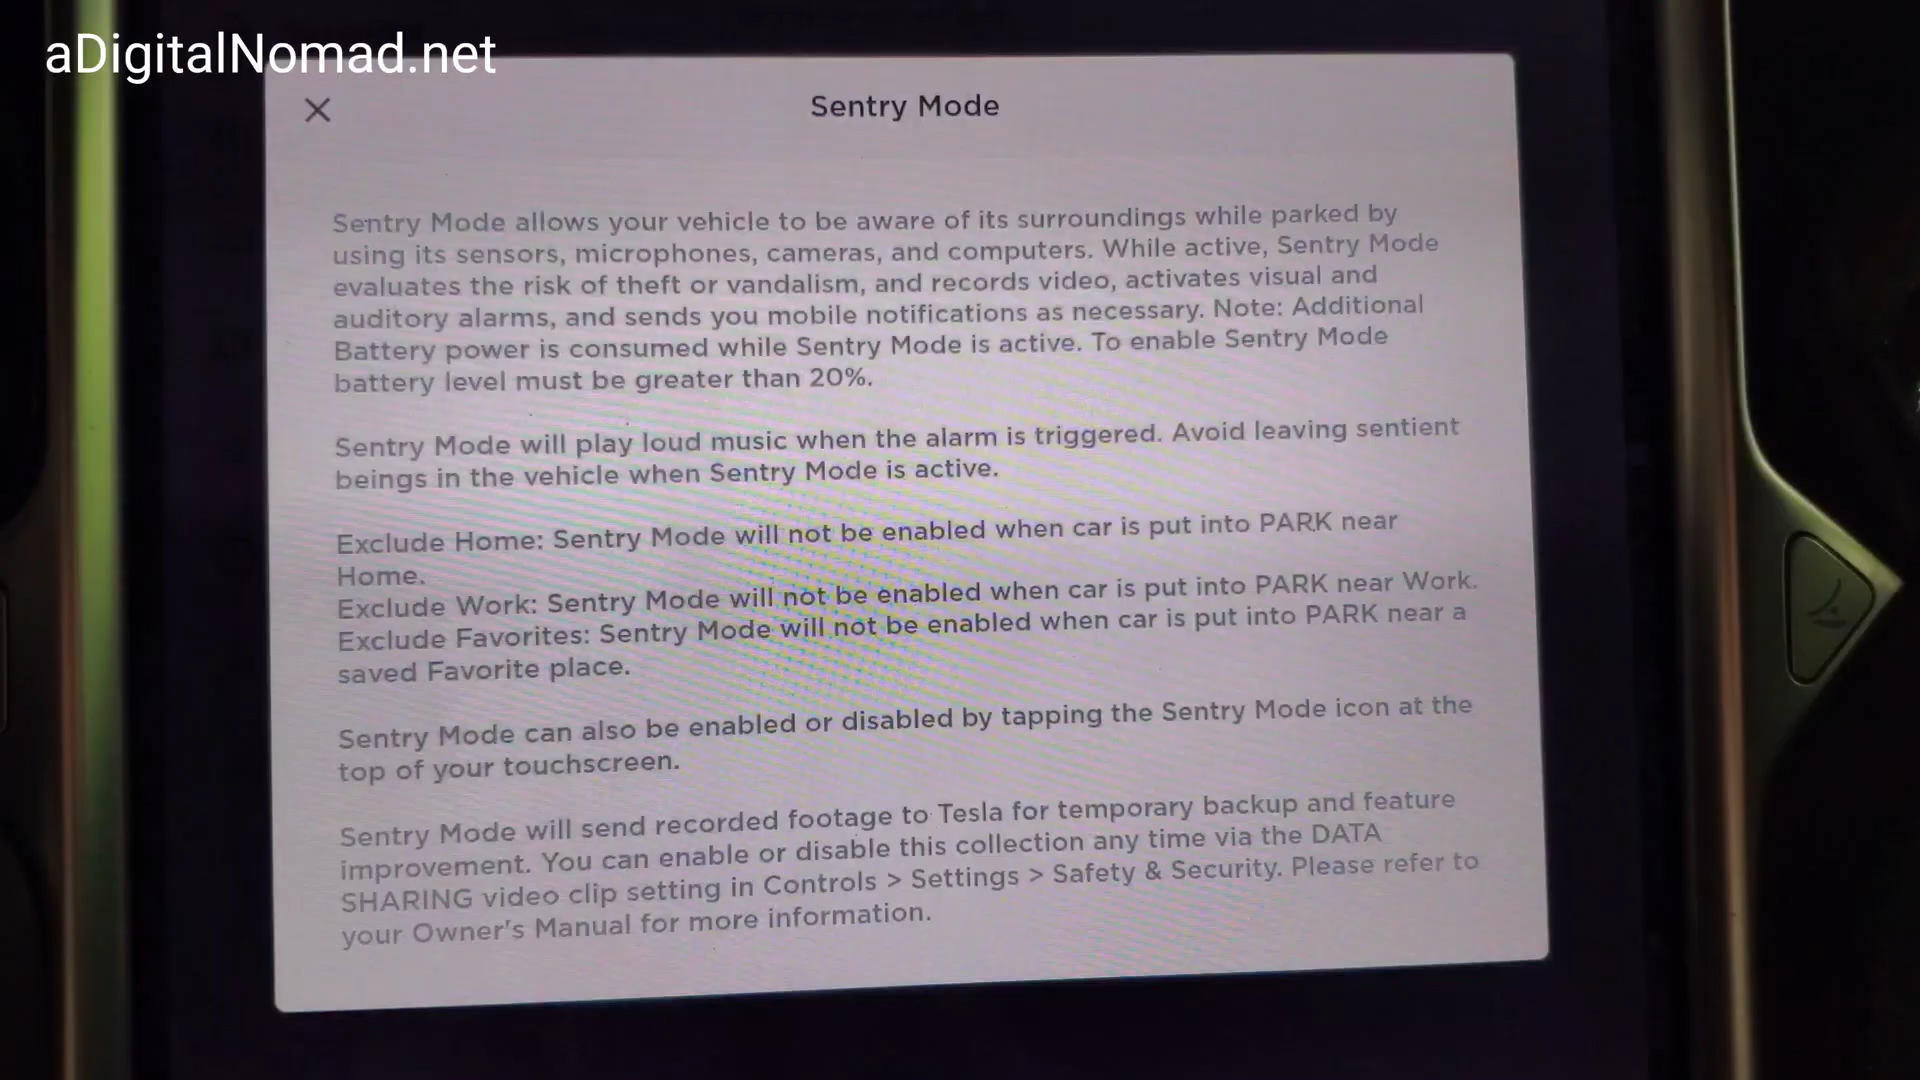 aDigitalNomad.net
Sentry Mode
Sentry Mode allows your vehicle to be aware of its surroundings while parked by
using its sensors, microphones, cameras, and computers. While active, Sentry Mode
evaluates the risk of theft or vandalism, and records video, activates visual and
auditory alarms, and sends you mobile notifications as necessary. Note: Additional
Battery power is consumed while Sentry Mode is active. To enable Sentry Mode
battery level must be greater than 20%.
Sentry Mode will play loud music when the alarm is triggered. Avoid leaving sentient
beings in the vehicle when Sentry Mode is active.
Exclude Home: Sentry Mode will not be enabled when car is put into PARK near
Home.
Exclude Work: Sentry Mode will not be enabled when car is put into PARK near Work.
Exclude Favorites: Sentry Mode will not be enabled when car is put into PARK near a
saved Favorite place.
Sentry Mode can also be enabled or disabled by tapping the Sentry Mode icon at the
top of your touchscreen.
Sentry Mode will send recorded footage to Tesla for temporary backup and feature
improvement. You can enable or disable this collection any time via the DATA
SHARING video clip setting in Controls > Settings > Safety & Security. Please refer to
your Owner's Manual for more information.